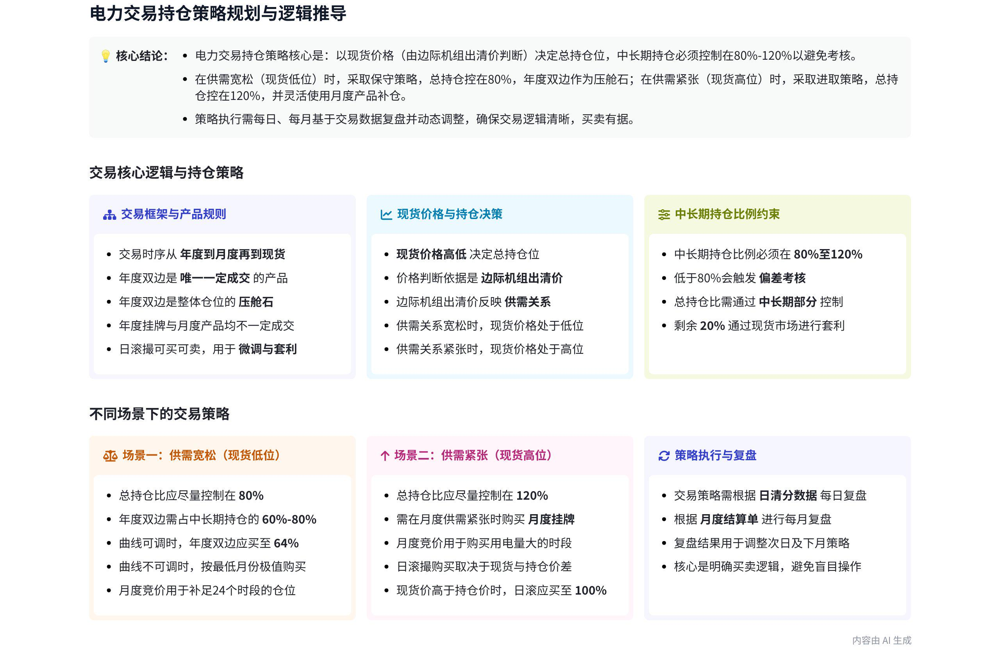 电力交易持仓策略规划与逻辑推导
💡 核心结论：
• 电力交易持仓策略核心是：以现货价格（由边际机组出清价判断）决定总持仓位，中长期持仓必须控制在80%-120%以避免考核。
• 在供需宽松（现货低位）时，采取保守策略，总持仓控在80%，年度双边作为压舱石；在供需紧张（现货高位）时，采取进取策略，总持
仓控在120%，并灵活使用月度产品补仓。
• 策略执行需每日、每月基于交易数据复盘并动态调整，确保交易逻辑清晰，买卖有据。
交易核心逻辑与持仓策略
交易框架与产品规则
• 交易时序从 年度到月度再到现货
• 年度双边是 唯一一定成交 的产品
• 年度双边是整体仓位的 压舱石
• 年度挂牌与月度产品均不一定成交
• 日滚撮可买可卖，用于 微调与套利
现货价格与持仓决策
• 现货价格高低 决定总持仓位
• 价格判断依据是 边际机组出清价
• 边际机组出清价反映 供需关系
• 供需关系宽松时，现货价格处于低位
• 供需关系紧张时，现货价格处于高位
中长期持仓比例约束
• 中长期持仓比例必须在 80%至120%
• 低于80%会触发 偏差考核
• 总持仓比需通过 中长期部分 控制
• 剩余 20% 通过现货市场进行套利
不同场景下的交易策略
场景一：供需宽松（现货低位）
• 总持仓比应尽量控制在 80%
• 年度双边需占中长期持仓的 60%-80%
• 曲线可调时，年度双边应买至 64%
• 曲线不可调时，按最低月份极值购买
• 月度竞价用于补足24个时段的仓位
场景二：供需紧张（现货高位）
• 总持仓比应尽量控制在 120%
• 需在月度供需紧张时购买 月度挂牌
• 月度竞价用于购买用电量大的时段
• 日滚撮购买取决于现货与持仓价差
• 现货价高于持仓价时，日滚应买至 100%
策略执行与复盘
• 交易策略需根据 日清分数据 每日复盘
• 根据 月度结算单 进行每月复盘
• 复盘结果用于调整次日及下月策略
• 核心是明确买卖逻辑，避免盲目操作
内容由 AI 生成